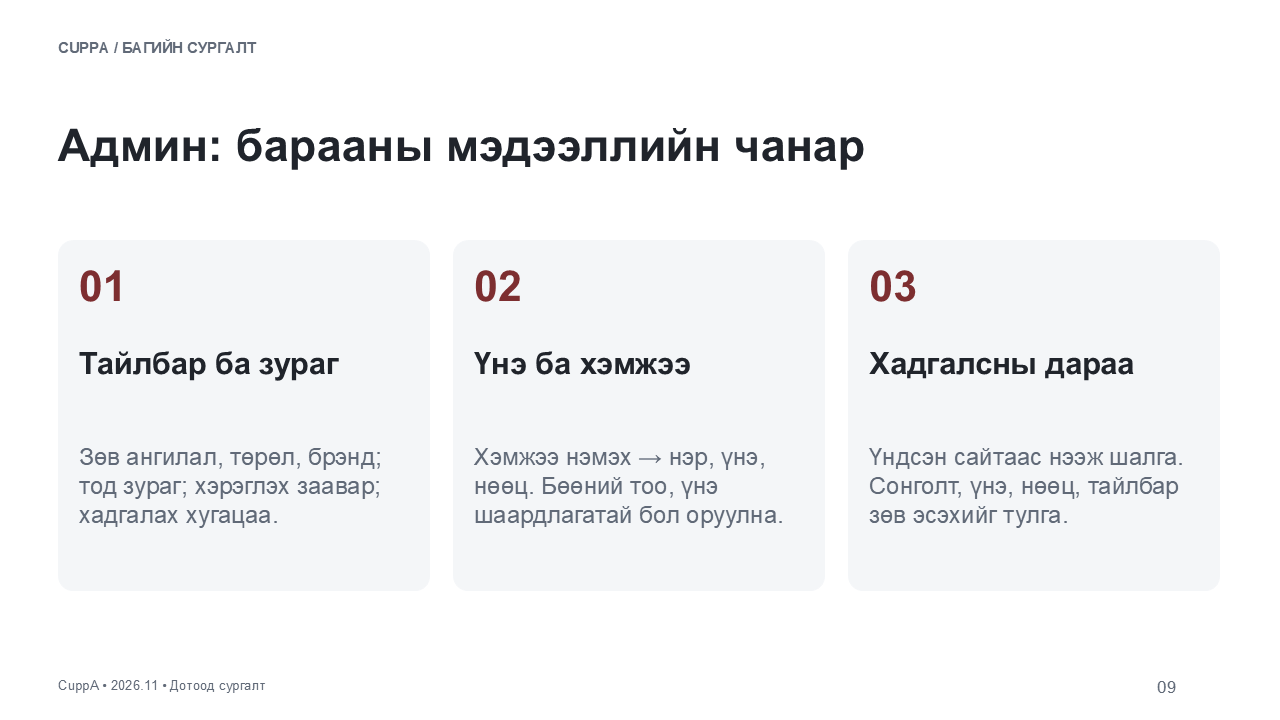 CUPPA / БАГИЙН СУРГАЛТ
Админ: барааны мэдээллийн чанар
01
Тайлбар ба зураг
Зөв ангилал, төрөл, брэнд;
тод зураг; хэрэглэх заавар;
хадгалах хугацаа.
02
Үнэ ба хэмжээ
Хэмжээ нэмэх → нэр, үнэ,
нөөц. Бөөний тоо, үнэ
шаардлагатай бол оруулна.
03
Хадгалсны дараа
Үндсэн сайтаас нээж шалга.
Сонголт, үнэ, нөөц, тайлбар
зөв эсэхийг тулга.
CuppA • 2026.11 • Дотоод сургалт
09